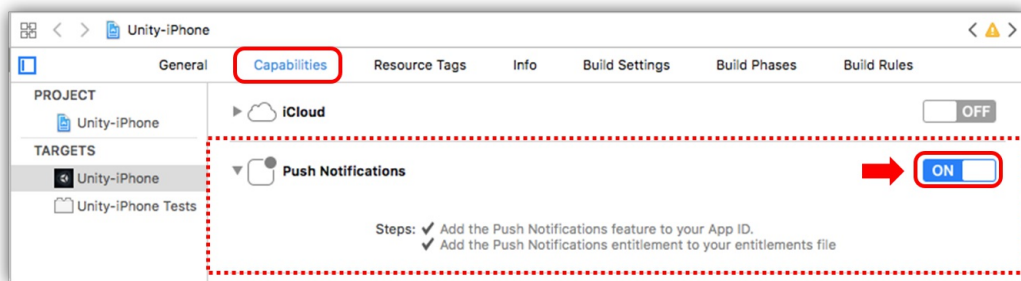 Unity-iPhone
General Capabilities Resource Tags Info Build Settings Build Phases Build Rules
PROJECT
Unity-iPhone
TARGETS
Unity-iPhone
Unity-iPhone Tests
iCloud OFF
Push Notifications ON
Steps: ✓ Add the Push Notifications feature to your App ID.
✓ Add the Push Notifications entitlement to your entitlements file